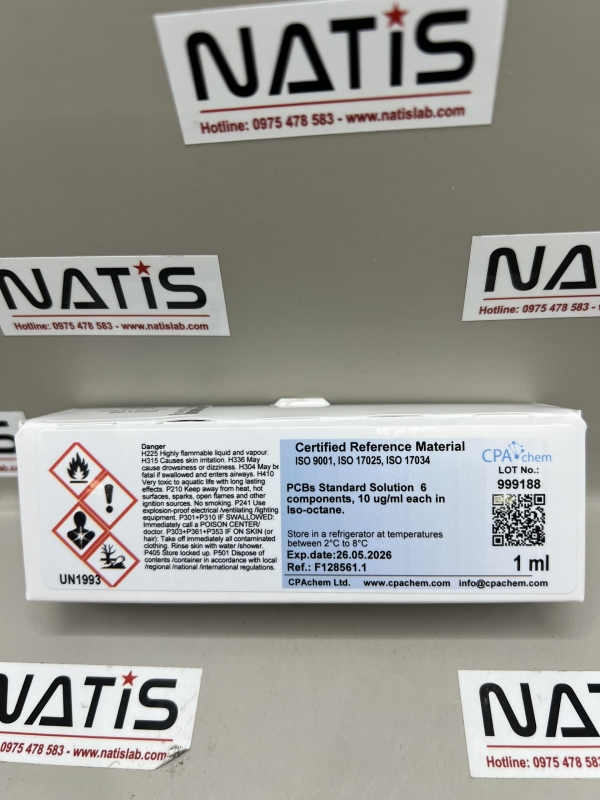 NATIS
Hotline: 0975 478 583 - www.natislab.com
NATIS
Hotline: 0975 478 583 - www.natislab.com
NA
Hotline: 0975 478 583 -
Danger
H225 Highly flammable liquid and vapour.
H315 Causes skin irritation. H336 May
cause drowsiness or dizziness. H304 May be
fatal if swallowed and enters airways. H410
Very toxic to aquatic life with long lasting
effects. P210 Keep away from heat, hot
surfaces, sparks, open flames and other
ignition sources. No smoking. P241 Use
explosion-proof electrical /ventilating /lighting
equipment. P301+P310 IF SWALLOWED:
Immediately call a POISON CENTER/
doctor. P303+P361+P353 IF ON SKIN (or
hair): Take off immediately all contaminated
clothing. Rinse skin with water /shower.
P405 Store locked up. P501 Dispose of
contents /container in accordance with local
/regional /national /international regulations.
UN1993
Certified Reference Material
ISO 9001, ISO 17025, ISO 17034
PCBs Standard Solution 6
components, 10 ug/ml each in
Iso-octane.
Store in a refrigerator at temperatures
between 2°C to 8°C
Exp.date:26.05.2026
Ref.: F128561.1
CPAchem Ltd. www.cpachem.com info@cpachem.com
CPAchem
LOT No.:
999188
1 ml
NATIS
0975 478 583 - www.natislab.com
NAT
Hotline: 0975 478 583